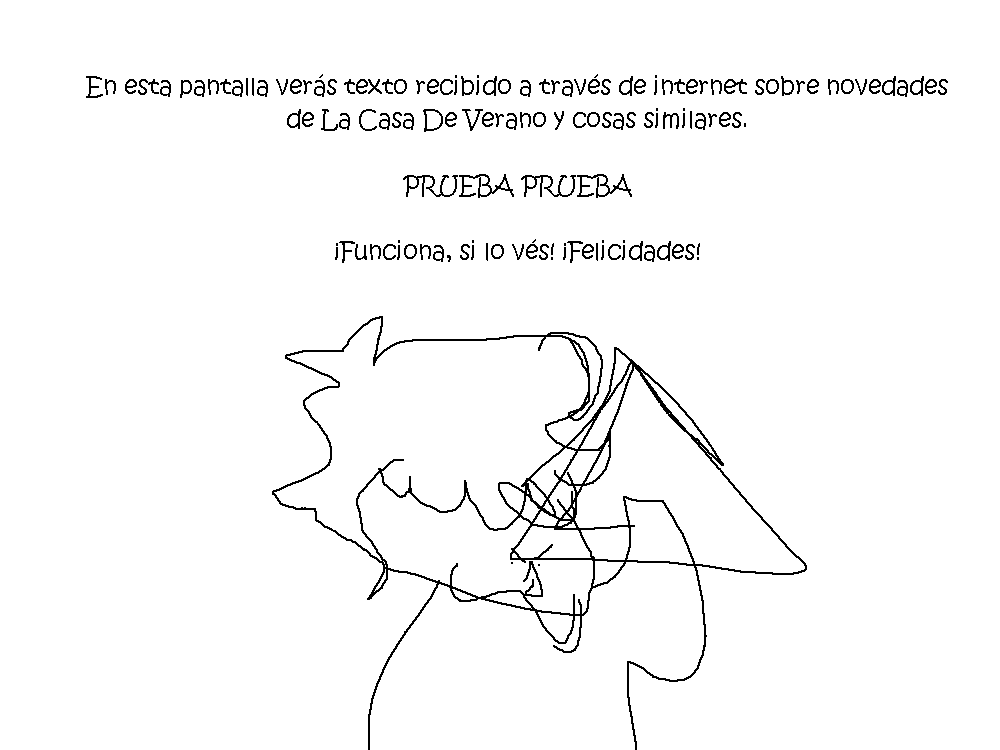 En esta pantalla verás texto recibido a través de internet sobre novedades
de La Casa De Verano y cosas similares.
PRUEBA PRUEBA
¡Funciona, si lo vés! ¡Felicidades!